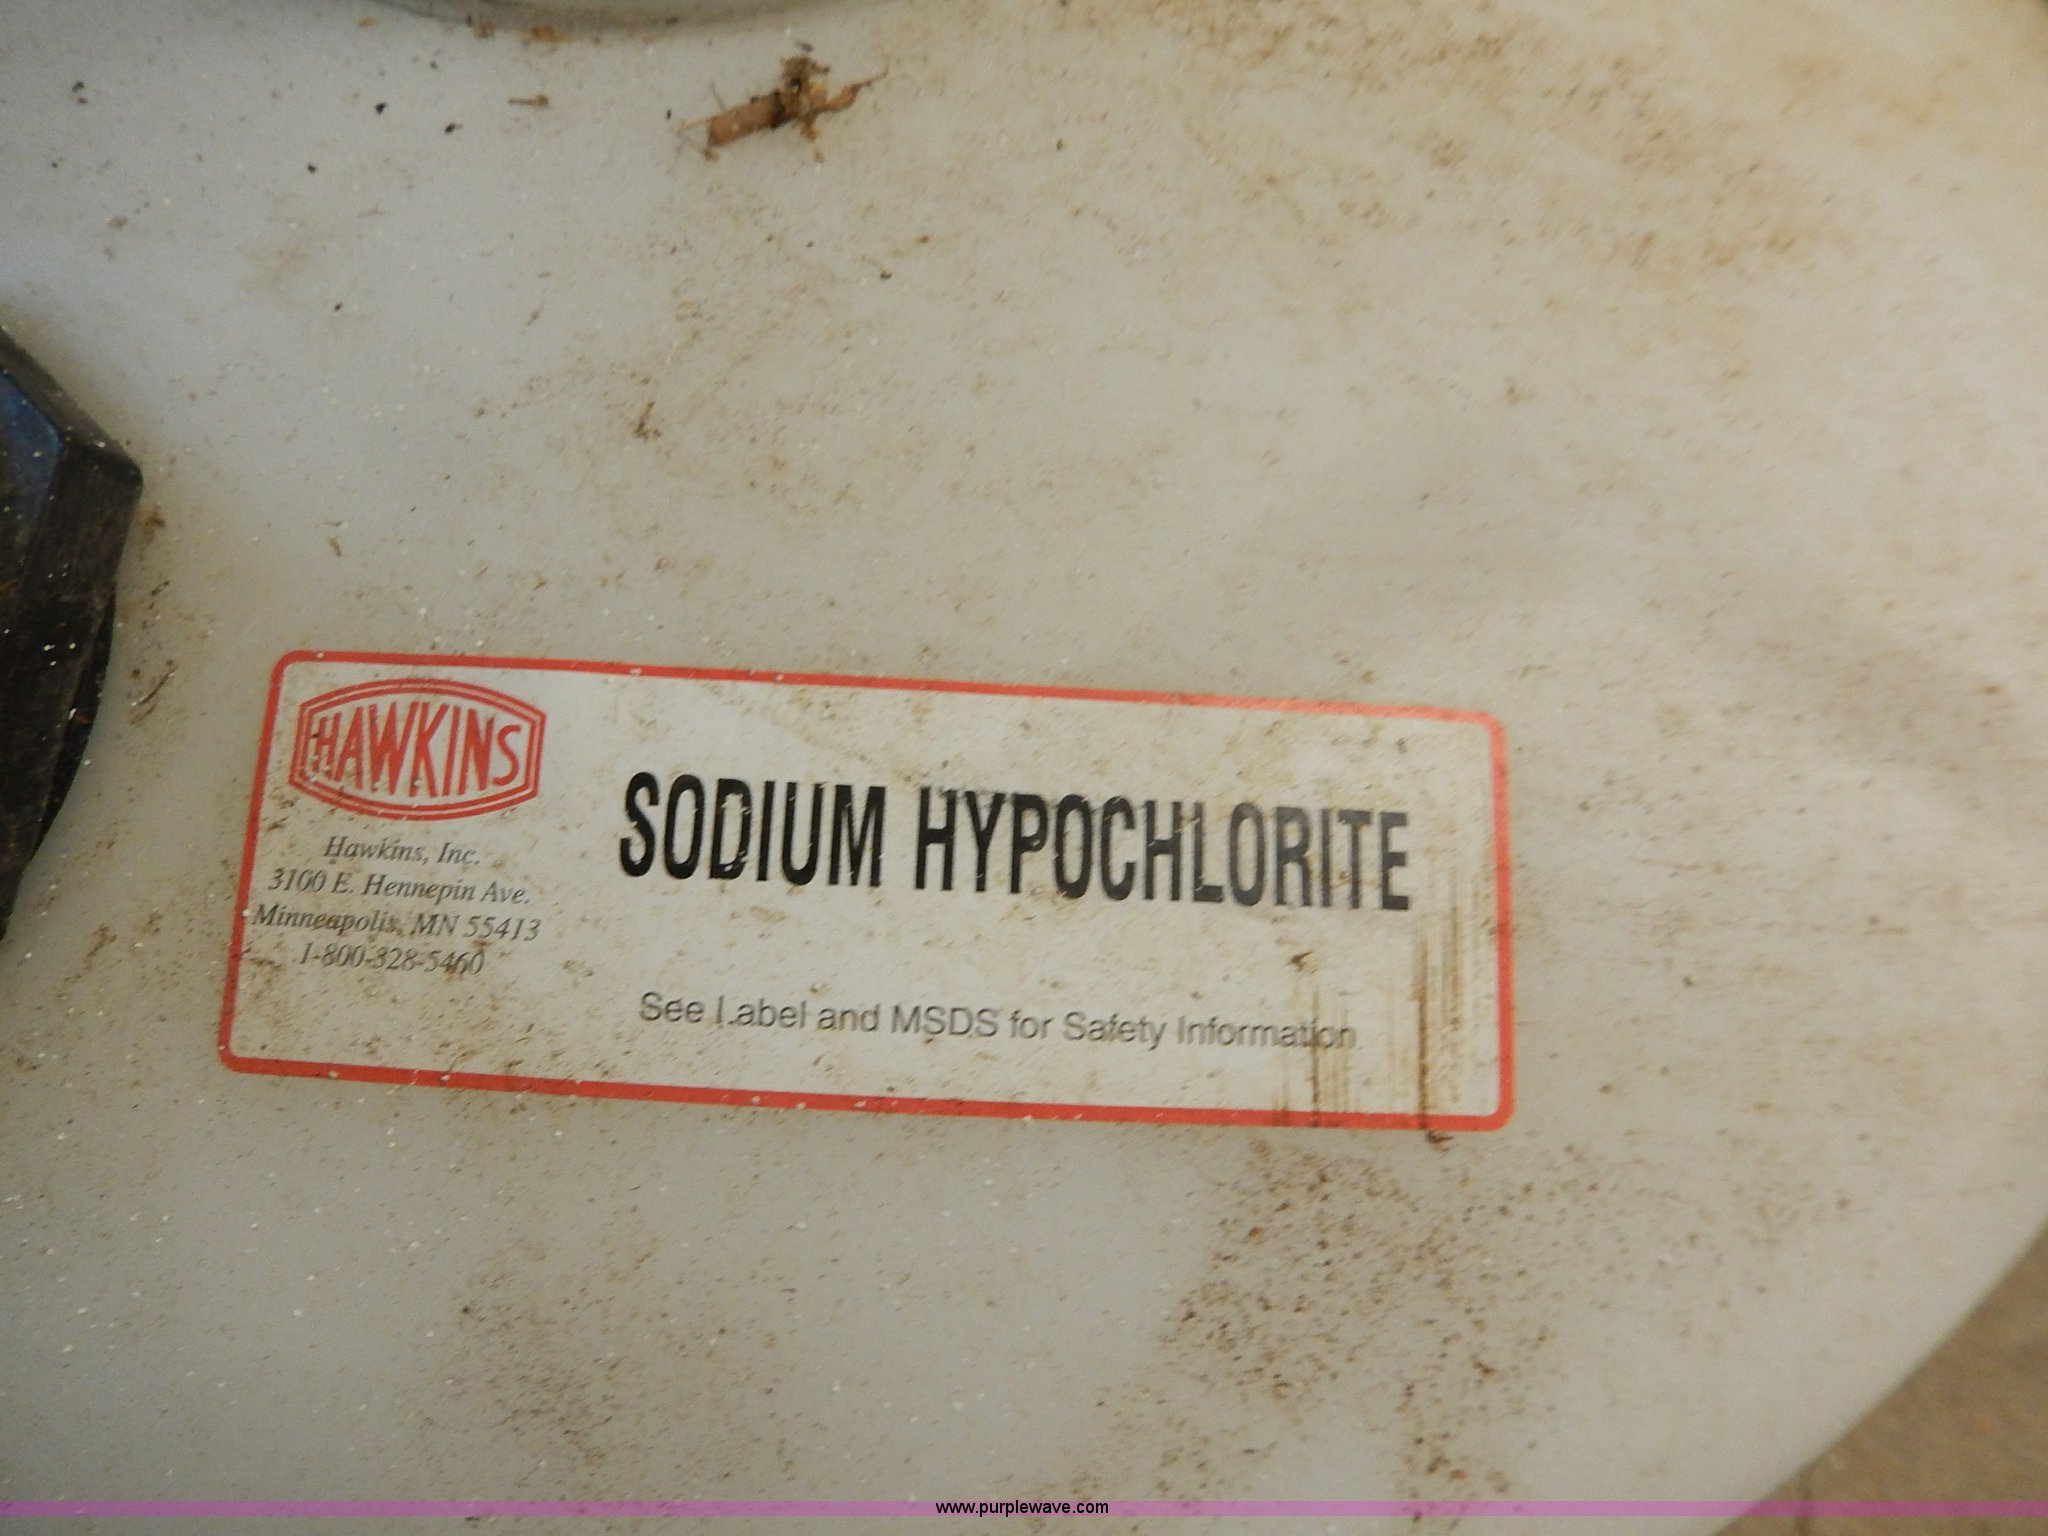 HAWKINS
Hawkins, Inc.
3100 E. Hennepin Ave.
Minneapolis, MN 55413
1-800-328-5460
SODIUM HYPOCHLORITE
See Label and MSDS for Safety Information
www.purplewave.com